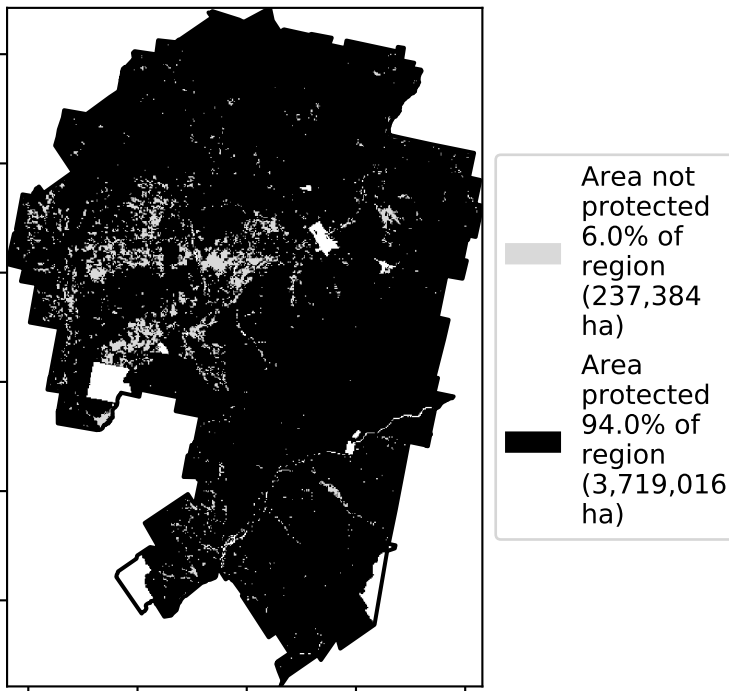 Area not
protected
6.0% of
region
(237,384
ha)
Area
protected
94.0% of
region
(3,719,016
ha)